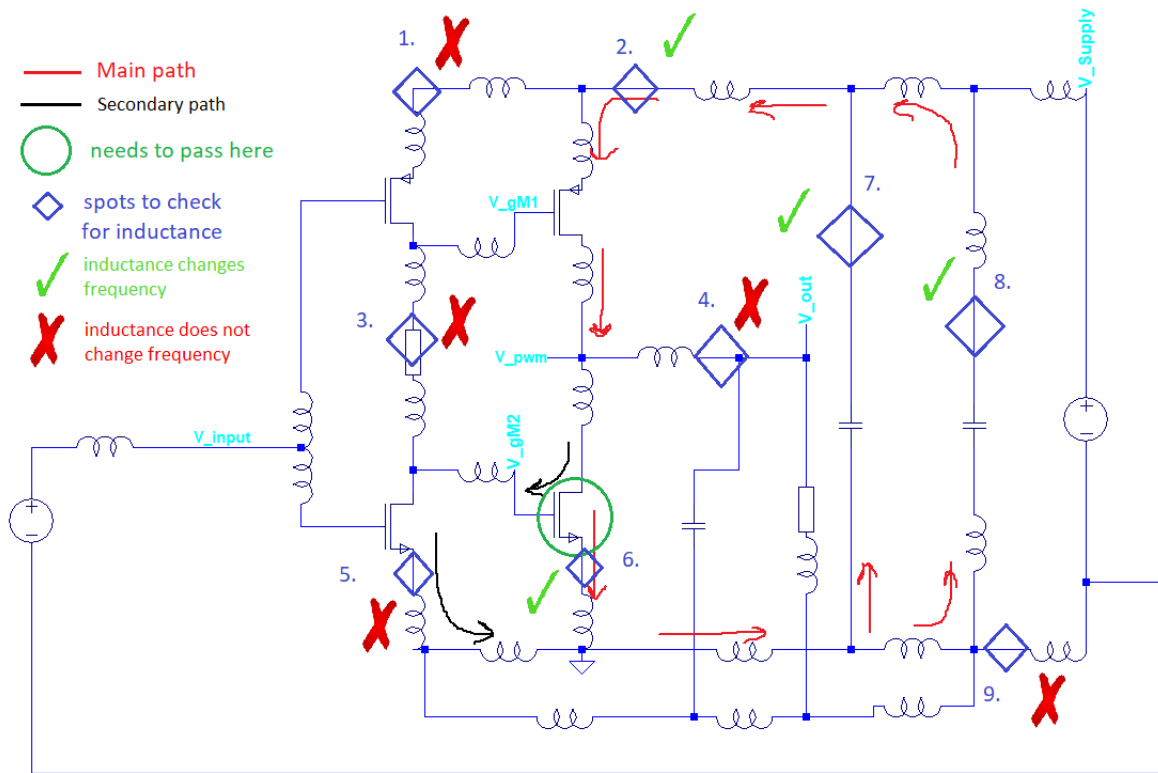 1.
2.
Main path
Secondary path
needs to pass here
spots to check
for inductance
inductance changes
frequency
inductance does not
change frequency
V_Supply
7.
V_gM1
8.
3.
4.
V_out
V_pwm
V_input
V_gM2
5.
6.
9.